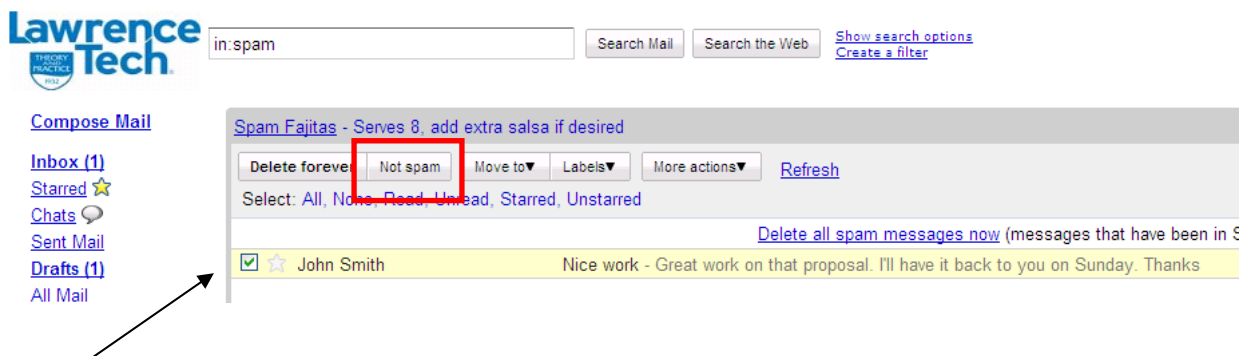 Lawrence
Tech.
THEORY
AND
PRACTICE
1932
in:spam
Search Mail
Search the Web
Show search options
Create a filter
Compose Mail
Spam Fajitas - Serves 8, add extra salsa if desired
Inbox (1)
Delete forever Not spam Move to▼ Labels▼ More actions▼ Refresh
Starred
Select: All, None, Read, Unread, Starred, Unstarred
Chats
Sent Mail
Delete all spam messages now (messages that have been in S
Drafts (1)
John Smith Nice work - Great work on that proposal. I'll have it back to you on Sunday. Thanks
All Mail